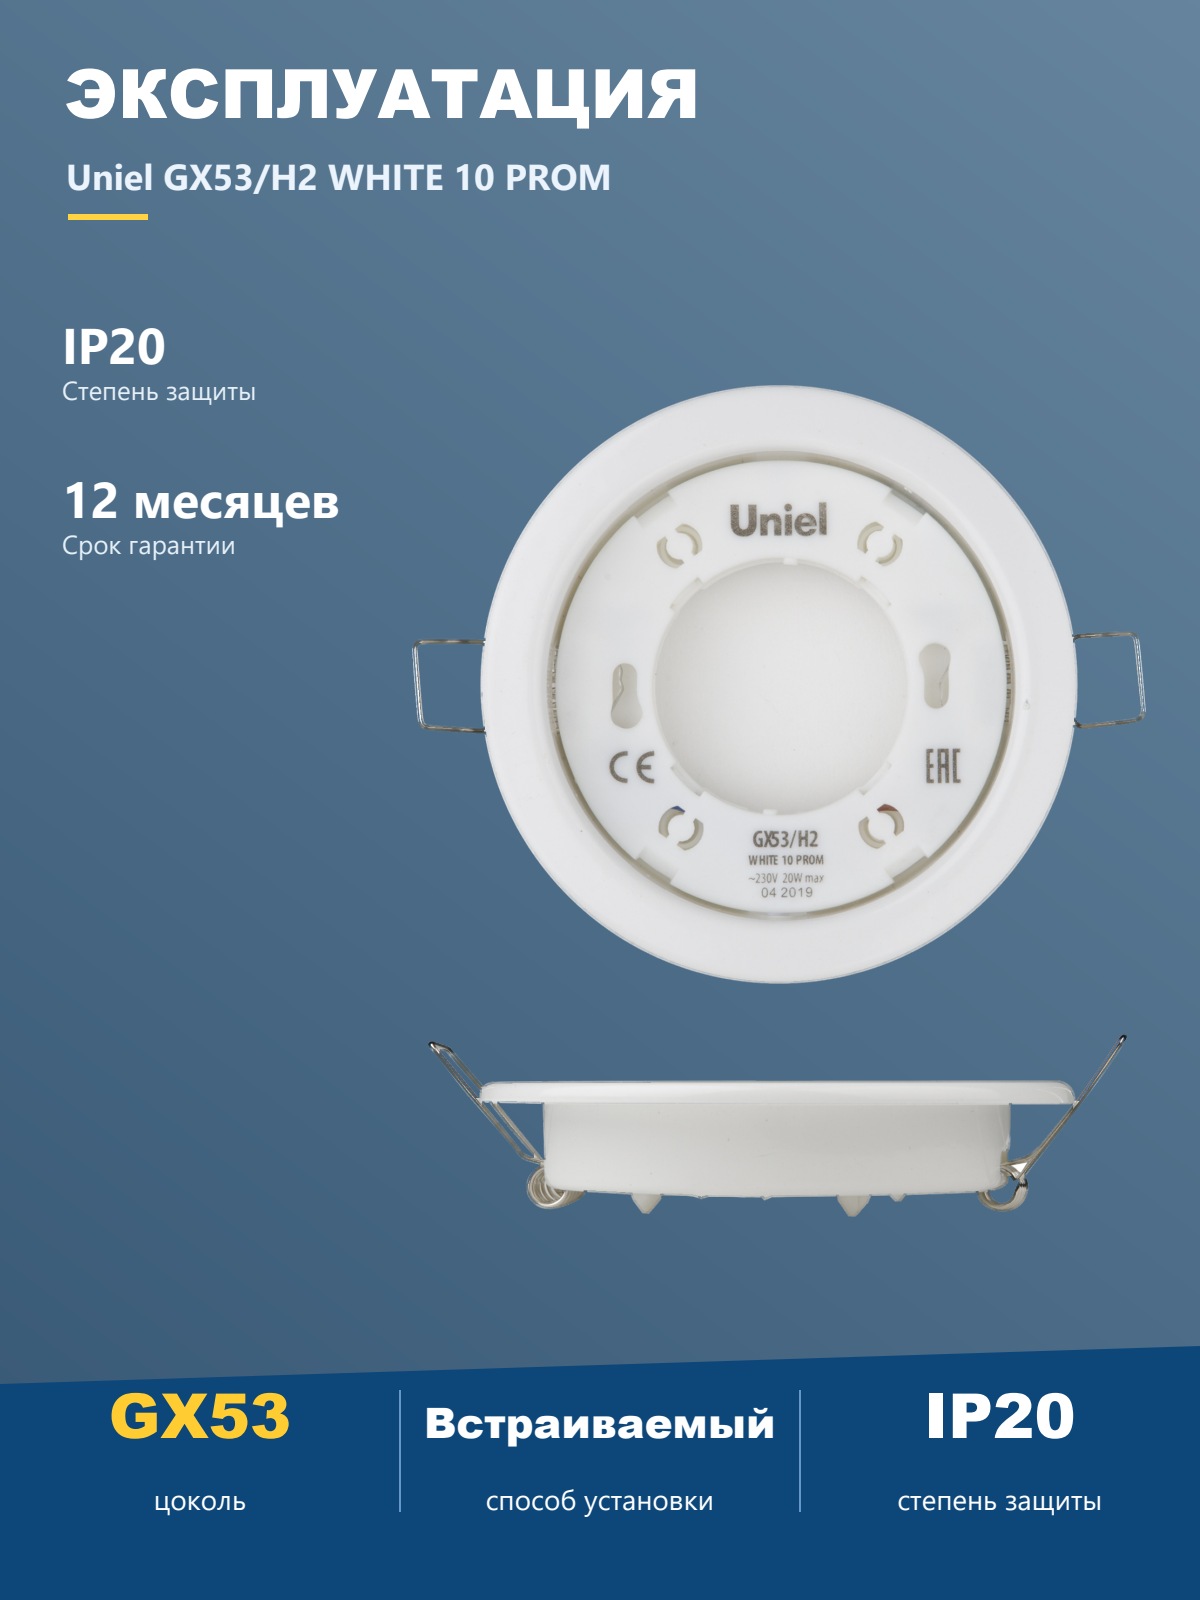 ЭКСПЛУАТАЦИЯ
Uniel GX53/H2 WHITE 10 PROM
IP20
Степень защиты
12 месяцев
Срок гарантии
Uniel
CE
EAC
GX53/H2
WHITE 10 PROM
~230V 20W max
04 2019
GX53
цоколь
Встраиваемый
способ установки
IP20
степень защиты